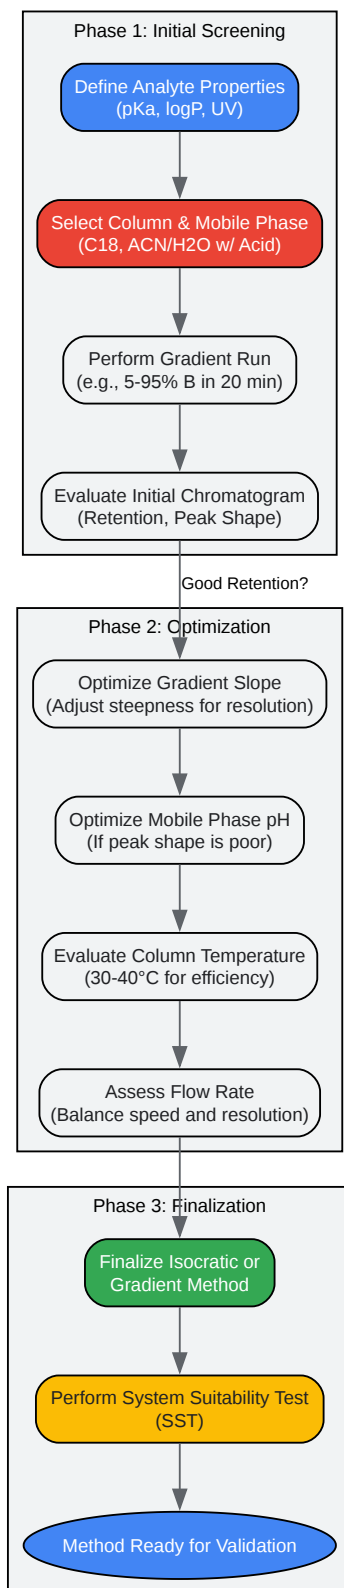 Phase 1: Initial Screening
Define Analyte Properties
(pKa, logP, UV)
Select Column & Mobile Phase
(C18, ACN/H2O w/ Acid)
Perform Gradient Run
(e.g., 5-95% B in 20 min)
Evaluate Initial Chromatogram
(Retention, Peak Shape)
Good Retention?
Phase 2: Optimization
Optimize Gradient Slope
(Adjust steepness for resolution)
Optimize Mobile Phase pH
(If peak shape is poor)
Evaluate Column Temperature
(30-40°C for efficiency)
Assess Flow Rate
(Balance speed and resolution)
Phase 3: Finalization
Finalize Isocratic or
Gradient Method
Perform System Suitability Test
(SST)
Method Ready for Validation